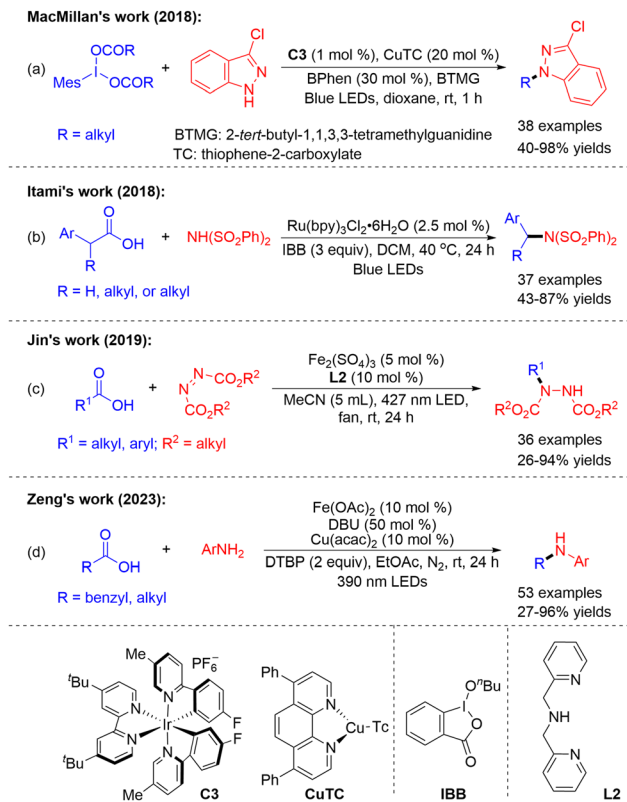 MacMillan's work (2018):
(a)
OCOR
Mes I OCOR
+
Cl
N
N
H
C3 (1 mol %), CuTC (20 mol %)
BPhen (30 mol %), BTMG
Blue LEDs, dioxane, rt, 1 h
Cl
N
N
R
R = alkyl
BTMG: 2-tert-butyl-1,1,3,3-tetramethylguanidine
TC: thiophene-2-carboxylate
38 examples
40-98% yields
Itami's work (2018):
(b)
O
Ar
OH
R
+
NH(SO2Ph)2
Ru(bpy)3Cl2•6H2O (2.5 mol %)
IBB (3 equiv), DCM, 40 °C, 24 h
Blue LEDs
Ar
N(SO2Ph)2
R
R = H, alkyl, or alkyl
37 examples
43-87% yields
Jin's work (2019):
(c)
O
R1 OH
+
N
N
CO2R2
CO2R2
Fe2(SO4)3 (5 mol %)
L2 (10 mol %)
MeCN (5 mL), 427 nm LED,
fan, rt, 24 h
R1
N NH
R2O2C CO2R2
R1 = alkyl, aryl; R2 = alkyl
36 examples
26-94% yields
Zeng's work (2023):
(d)
O
R OH
+
ArNH2
Fe(OAc)2 (10 mol %)
DBU (50 mol %)
Cu(acac)2 (10 mol %)
DTBP (2 equiv), EtOAc, N2, rt, 24 h
390 nm LEDs
H
R N Ar
R = benzyl, alkyl
53 examples
27-96% yields
Me
PF6
tBu
N
N
Ir
N
F
F
N
tBu
Me
C3
Ph
N
Cu-Tc
N
Ph
CuTC
OnBu
I
O
O
IBB
N
NH
N
L2